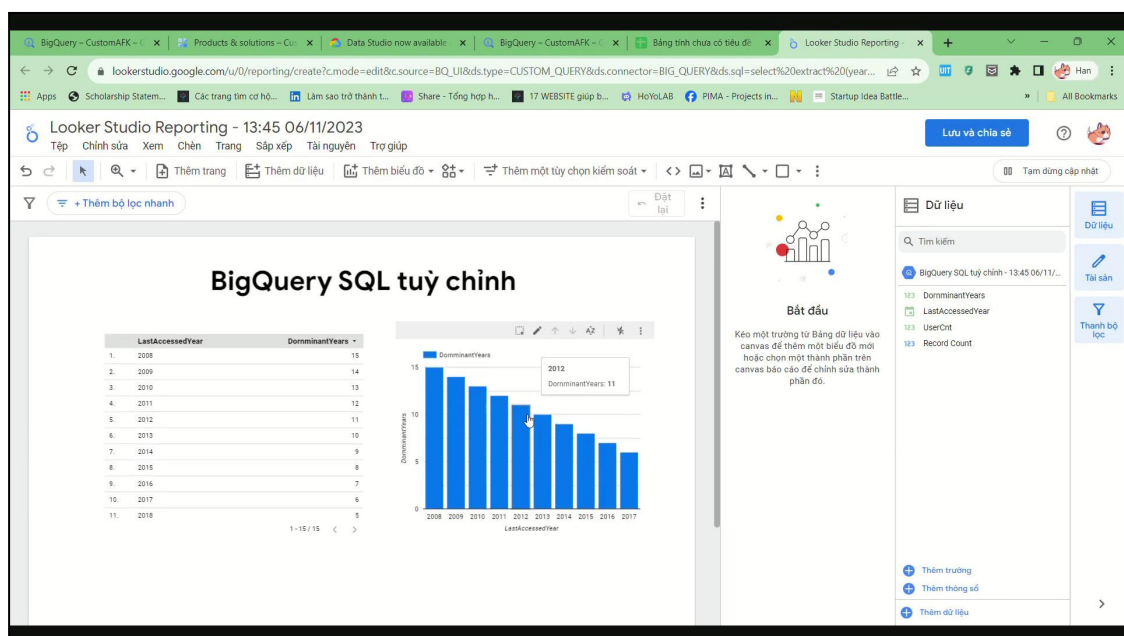 BigQuery – CustomAFK – C
Products & solutions – Cus
Data Studio now available
BigQuery – CustomAFK – C
Bảng tính chưa có tiêu đề
Looker Studio Reporting -
lookerstudio.google.com/u/0/reporting/create?c.mode=edit&c.source=BQ_UI&ds.type=CUSTOM_QUERY&ds.connector=BIG_QUERY&ds.sql=select%20extract%20(year...
Han
Apps
Scholarship Statem...
Các trang tìm cơ hộ...
Làm sao trở thành t...
Share - Tổng hợp h...
17 WEBSITE giúp b...
HoYoLAB
PIMA - Projects in...
Startup Idea Battle...
All Bookmarks
Looker Studio Reporting - 13:45 06/11/2023
Tệp Chỉnh sửa Xem Chèn Trang Sắp xếp Tài nguyên Trợ giúp
Lưu và chia sẻ
Thêm trang
Thêm dữ liệu
Thêm biểu đồ
Thêm một tùy chọn kiểm soát
Tạm dừng cập nhật
+ Thêm bộ lọc nhanh
Đặt
lại
BigQuery SQL tuỳ chỉnh
LastAccessedYear DornminantYears
1. 2008 15
2. 2009 14
3. 2010 13
4. 2011 12
5. 2012 11
6. 2013 10
7. 2014 9
8. 2015 8
9. 2016 7
10. 2017 6
11. 2018 5
1-15/15
DornminantYears
15
10
5
0
DornminantYears
2012
DornminantYears: 11
2008 2009 2010 2011 2012 2013 2014 2015 2016 2017
LastAccessedYear
Bắt đầu
Kéo một trường từ Bảng dữ liệu vào
canvas để thêm một biểu đồ mới
hoặc chọn một thành phần trên
canvas báo cáo để chỉnh sửa thành
phần đó.
Dữ liệu
Tìm kiếm
BigQuery SQL tuỳ chỉnh - 13:45 06/11/...
123 DornminantYears
LastAccessedYear
123 UserCnt
123 Record Count
Thêm trường
Thêm thông số
Thêm dữ liệu
Dữ liệu
Tài sản
Thanh bộ
lọc